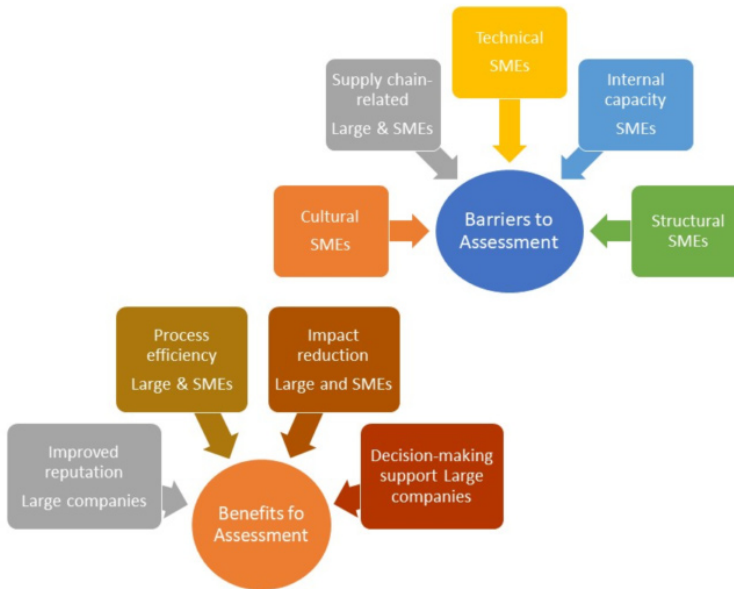 Technical
SMEs
Supply chain-
related
Large & SMEs
Internal
capacity
SMEs
Cultural
SMEs
Barriers to
Assessment
Structural
SMEs
Process
efficiency
Large & SMEs
Impact
reduction
Large and SMEs
Improved
reputation
Large companies
Benefits fo
Assessment
Decision-making
support Large
companies